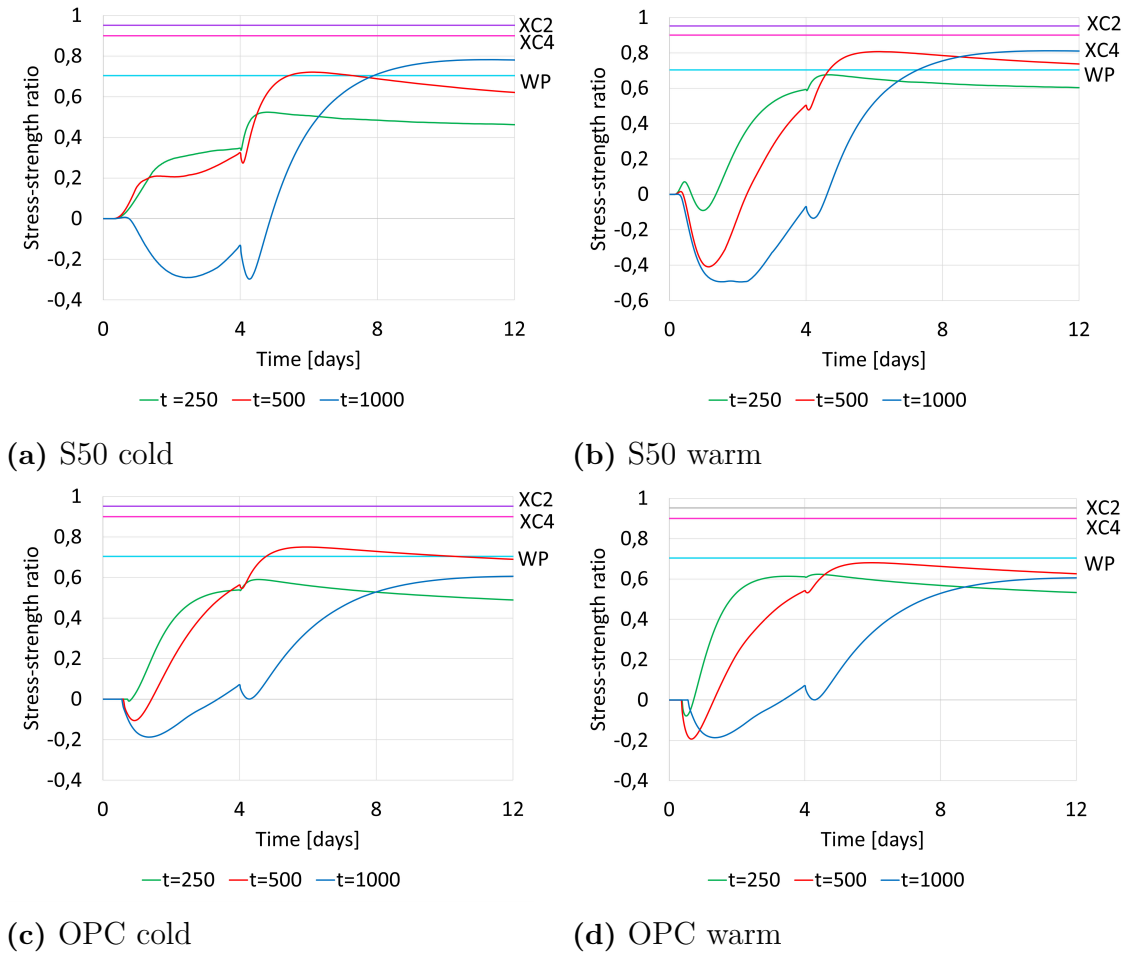 1
0,8
0,6
0,4
0,2
0
-0,2
-0,4
Stress-strength ratio
XC2
XC4
WP
0 4 8 12
Time [days]
t =250 t=500 t=1000
(a) S50 cold
1
0,8
0,6
0,4
0,2
0
-0,2
-0,4
-0,6
Stress-strength ratio
XC2
XC4
WP
0 4 8 12
Time [days]
t=250 t=500 t=1000
(b) S50 warm
1
0,8
0,6
0,4
0,2
0
-0,2
-0,4
Stress-strength ratio
XC2
XC4
WP
0 4 8 12
Time [days]
t=250 t=500 t=1000
(c) OPC cold
1
0,8
0,6
0,4
0,2
0
-0,2
-0,4
Stress-strength ratio
XC2
XC4
WP
0 4 8 12
Time [days]
t=250 t=500 t=1000
(d) OPC warm